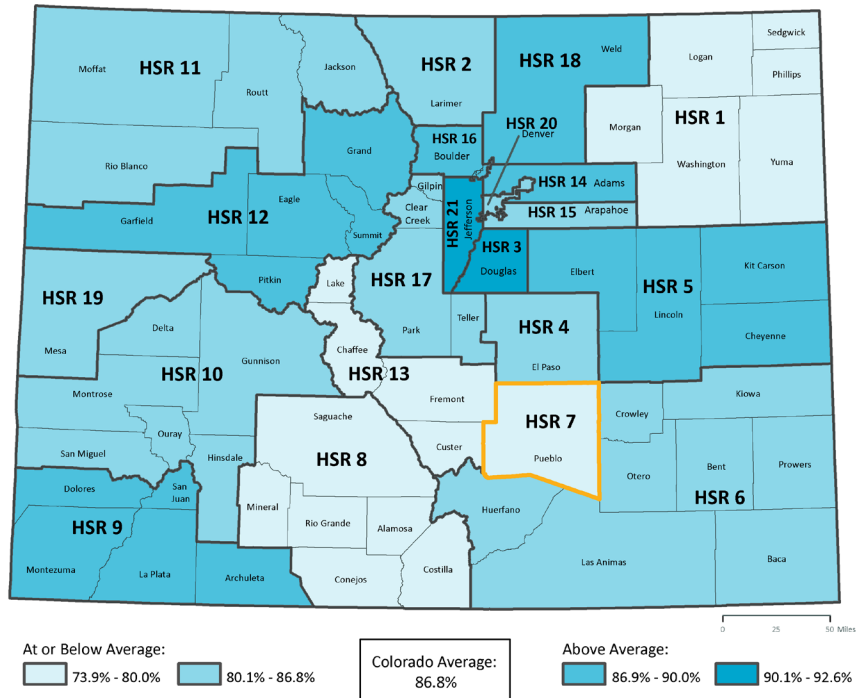 Moffat
HSR 11
Routt
Jackson
HSR 2
Larimer
HSR 18
Weld
Logan
Sedgwick
Phillips
Morgan
HSR 1
Washington
Yuma
Rio Blanco
Grand
HSR 16
Boulder
HSR 20
Denver
Garfield
HSR 12
Eagle
Summit
Pitkin
Gilpin
Clear
Creek
HSR 21
Jefferson
HSR 14
Adams
HSR 15
Arapahoe
HSR 3
Douglas
Elbert
HSR 5
Lincoln
Kit Carson
Cheyenne
HSR 19
Mesa
Lake
HSR 17
Park
Teller
HSR 4
El Paso
Delta
Gunnison
HSR 10
Montrose
Ouray
San Miguel
Hinsdale
Chaffee
HSR 13
Fremont
Custer
HSR 7
Pueblo
Crowley
Kiowa
Otero
Bent
Prowers
HSR 6
Saguache
HSR 8
Mineral
Rio Grande
Alamosa
Conejos
Costilla
Huerfano
Las Animas
Baca
Dolores
San
Juan
HSR 9
Montezuma
La Plata
Archuleta
0 25 50 Miles
At or Below Average:
73.9% - 80.0%
80.1% - 86.8%
Colorado Average:
86.8%
Above Average:
86.9% - 90.0%
90.1% - 92.6%